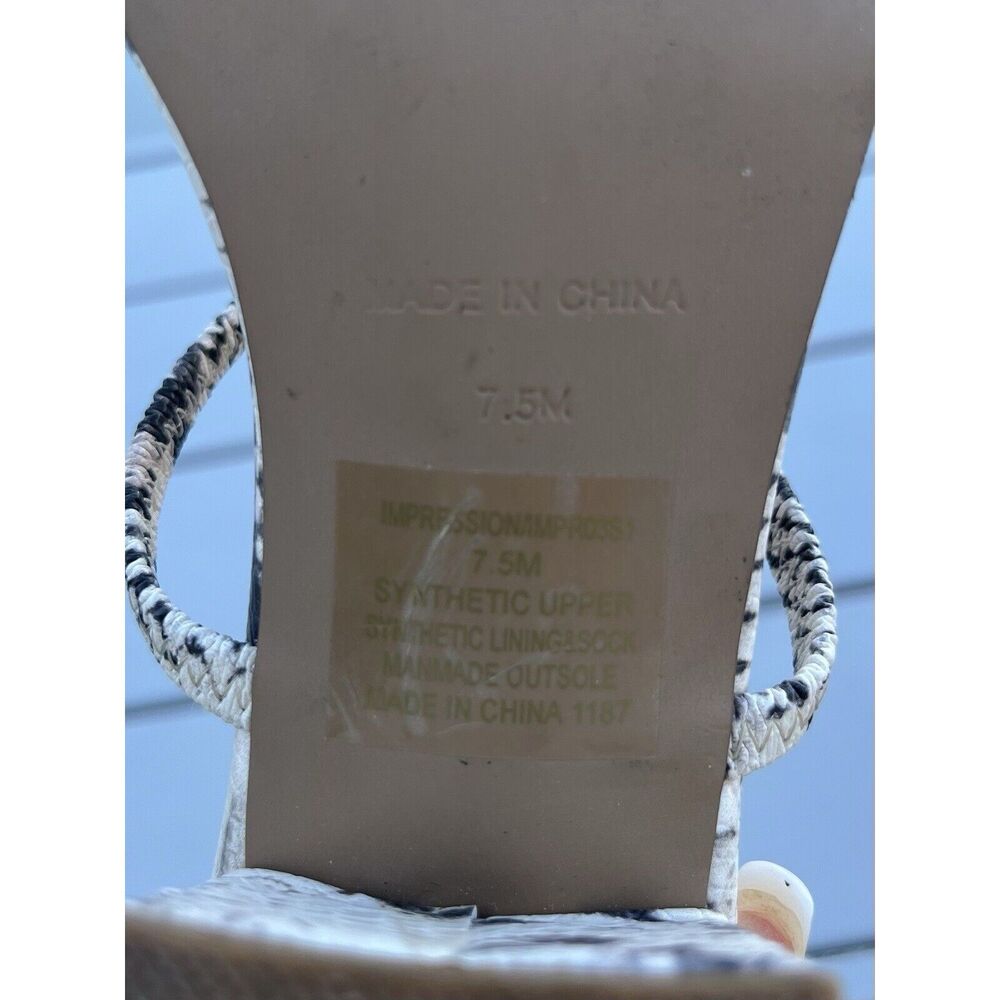 MADE IN CHINA
7.5M
IMPRESSION/IMPR03S1
7.5M
SYNTHETIC UPPER
SYNTHETIC LINING&SOCK
MANMADE OUTSOLE
MADE IN CHINA 1187